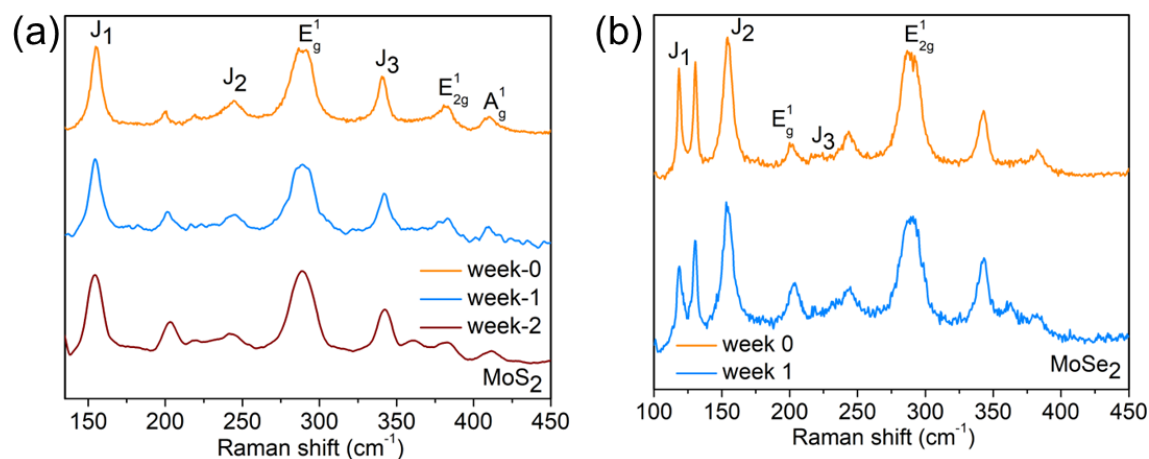 (a)
J₁
J₂
E¹g
J₃
E¹2g
A¹g
week-0
week-1
week-2
MoS₂
150 200 250 300 350 400 450
Raman shift (cm⁻¹)
(b)
J₁
J₂
E¹g
J₃
E¹2g
week 0
week 1
MoSe₂
100 150 200 250 300 350 400 450
Raman shift (cm⁻¹)